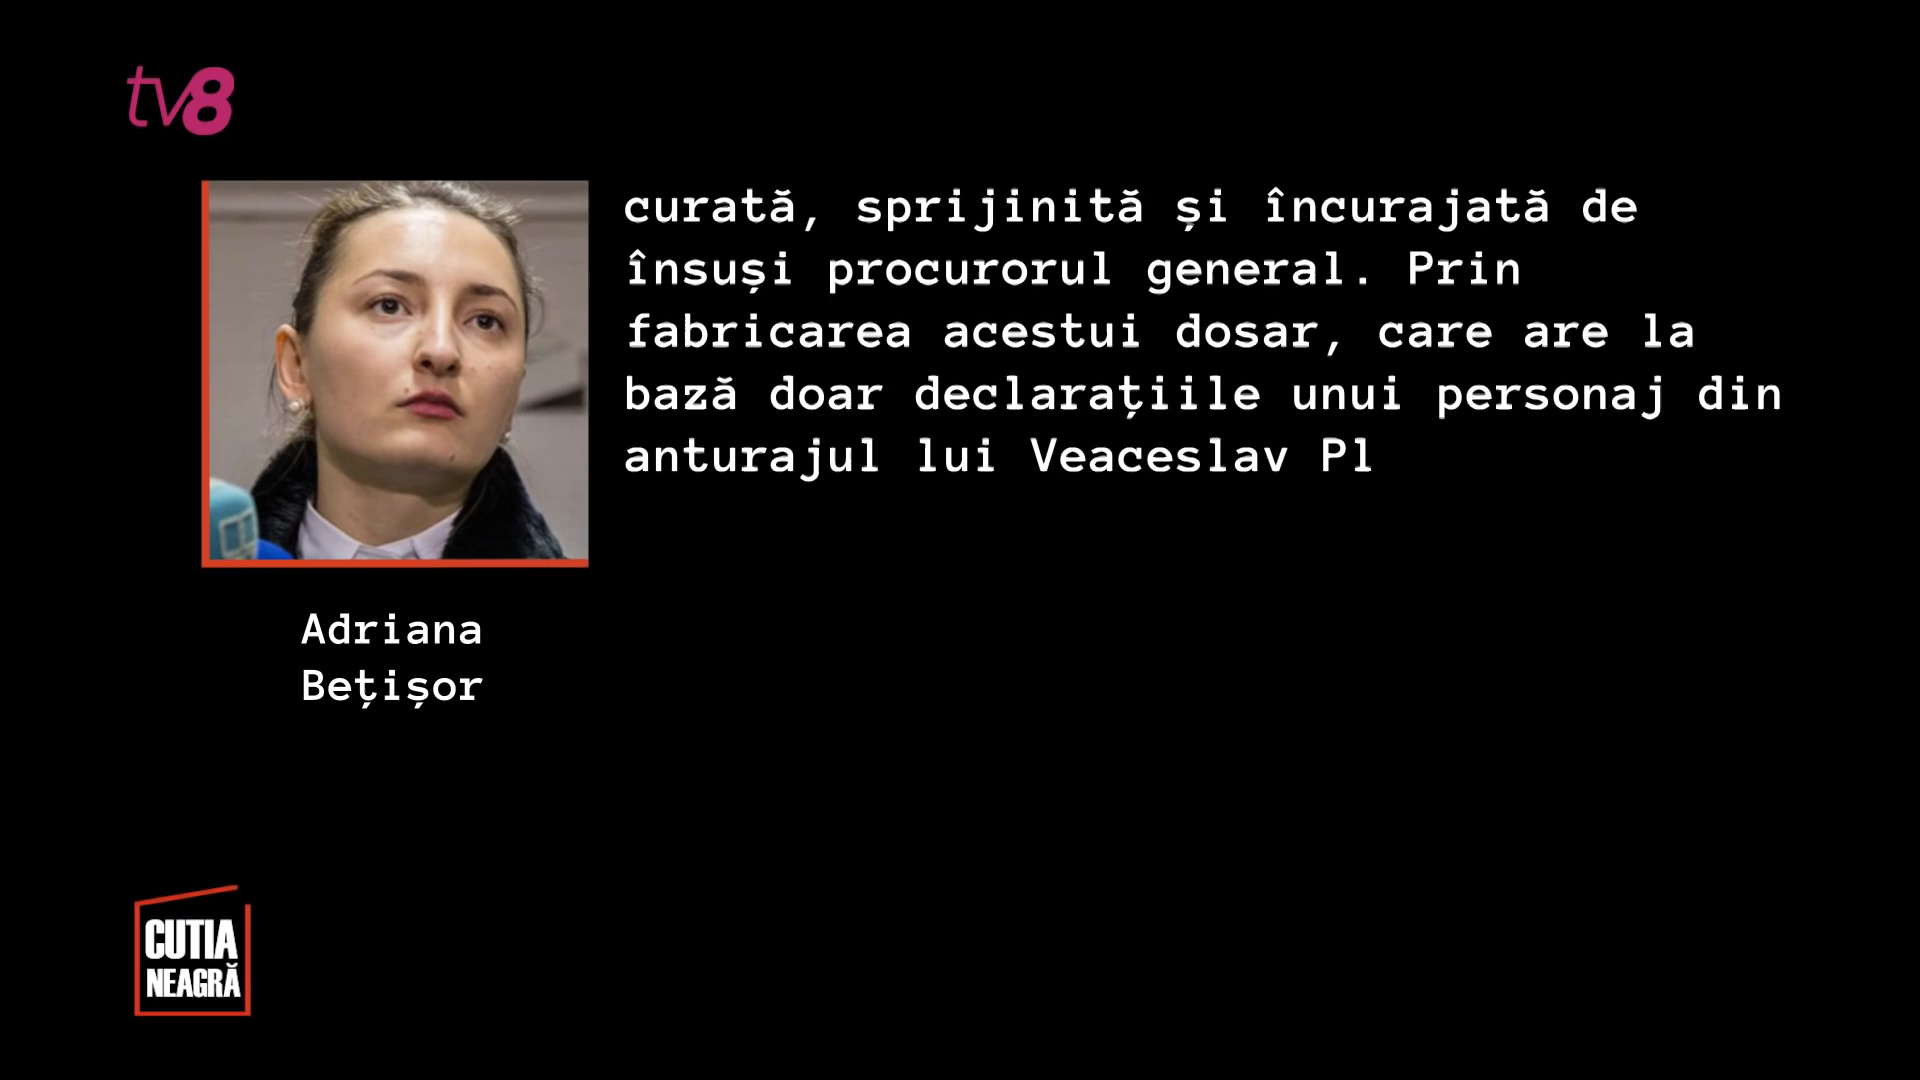 tv8
curată, sprijinită și încurajată de
însuși procurorul general. Prin
fabricarea acestui dosar, care are la
bază doar declarațiile unui personaj din
anturajul lui Veaceslav Pl
Adriana
Bețișor
CUTIA
NEAGRĂ